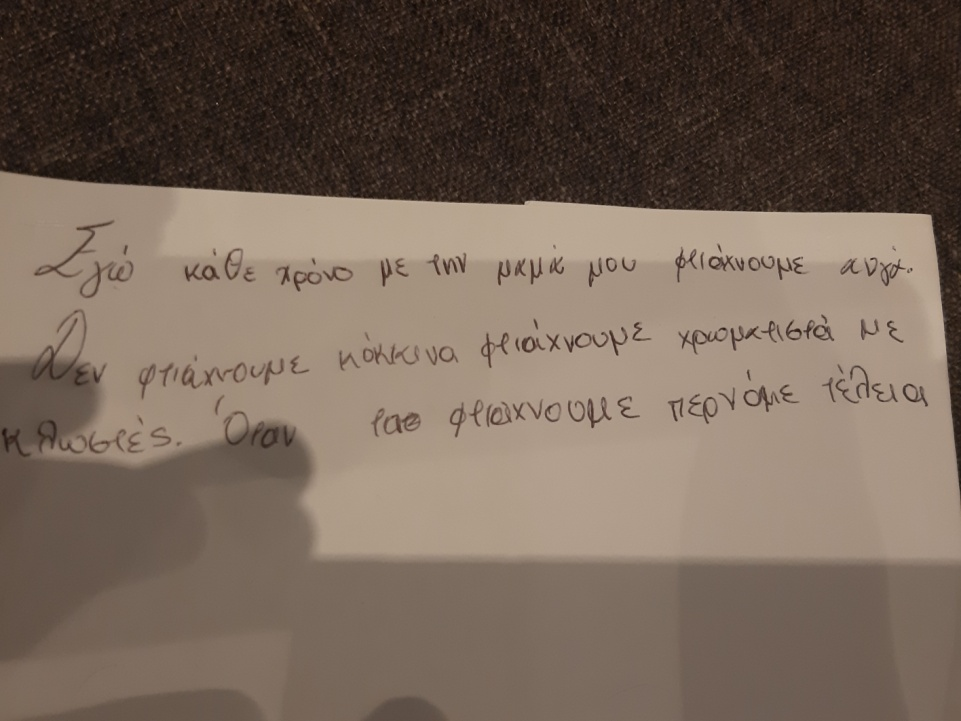 Εγώ κάθε χρόνο με την μαμά μου φτιάχνουμε αυγά.
Δεν φτιάχνουμε κόκκινα φτιάχνουμε χρωματιστά με
κλωστές. Όταν τα φτιάχνουμε περνάμε τέλεια